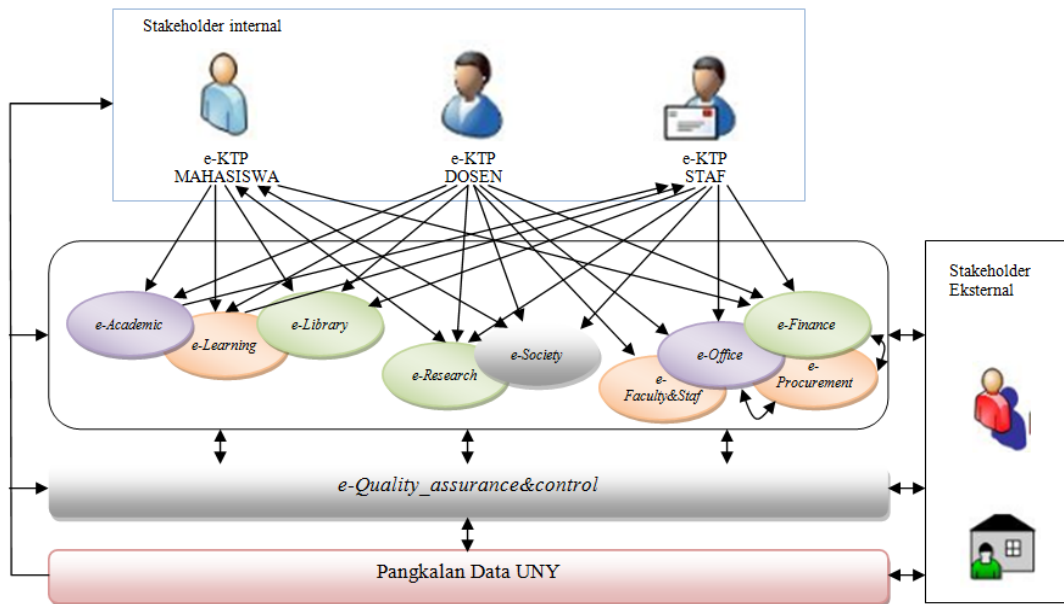 Stakeholder internal
e-KTP
MAHASISWA
e-KTP
DOSEN
e-KTP
STAF
Stakeholder
Eksternal
e-Academic
e-Learning
e-Library
e-Research
e-Society
e-
Faculty&Staf
e-Office
e-Finance
e-
Procurement
e-Quality_assurance&control
Pangkalan Data UNY